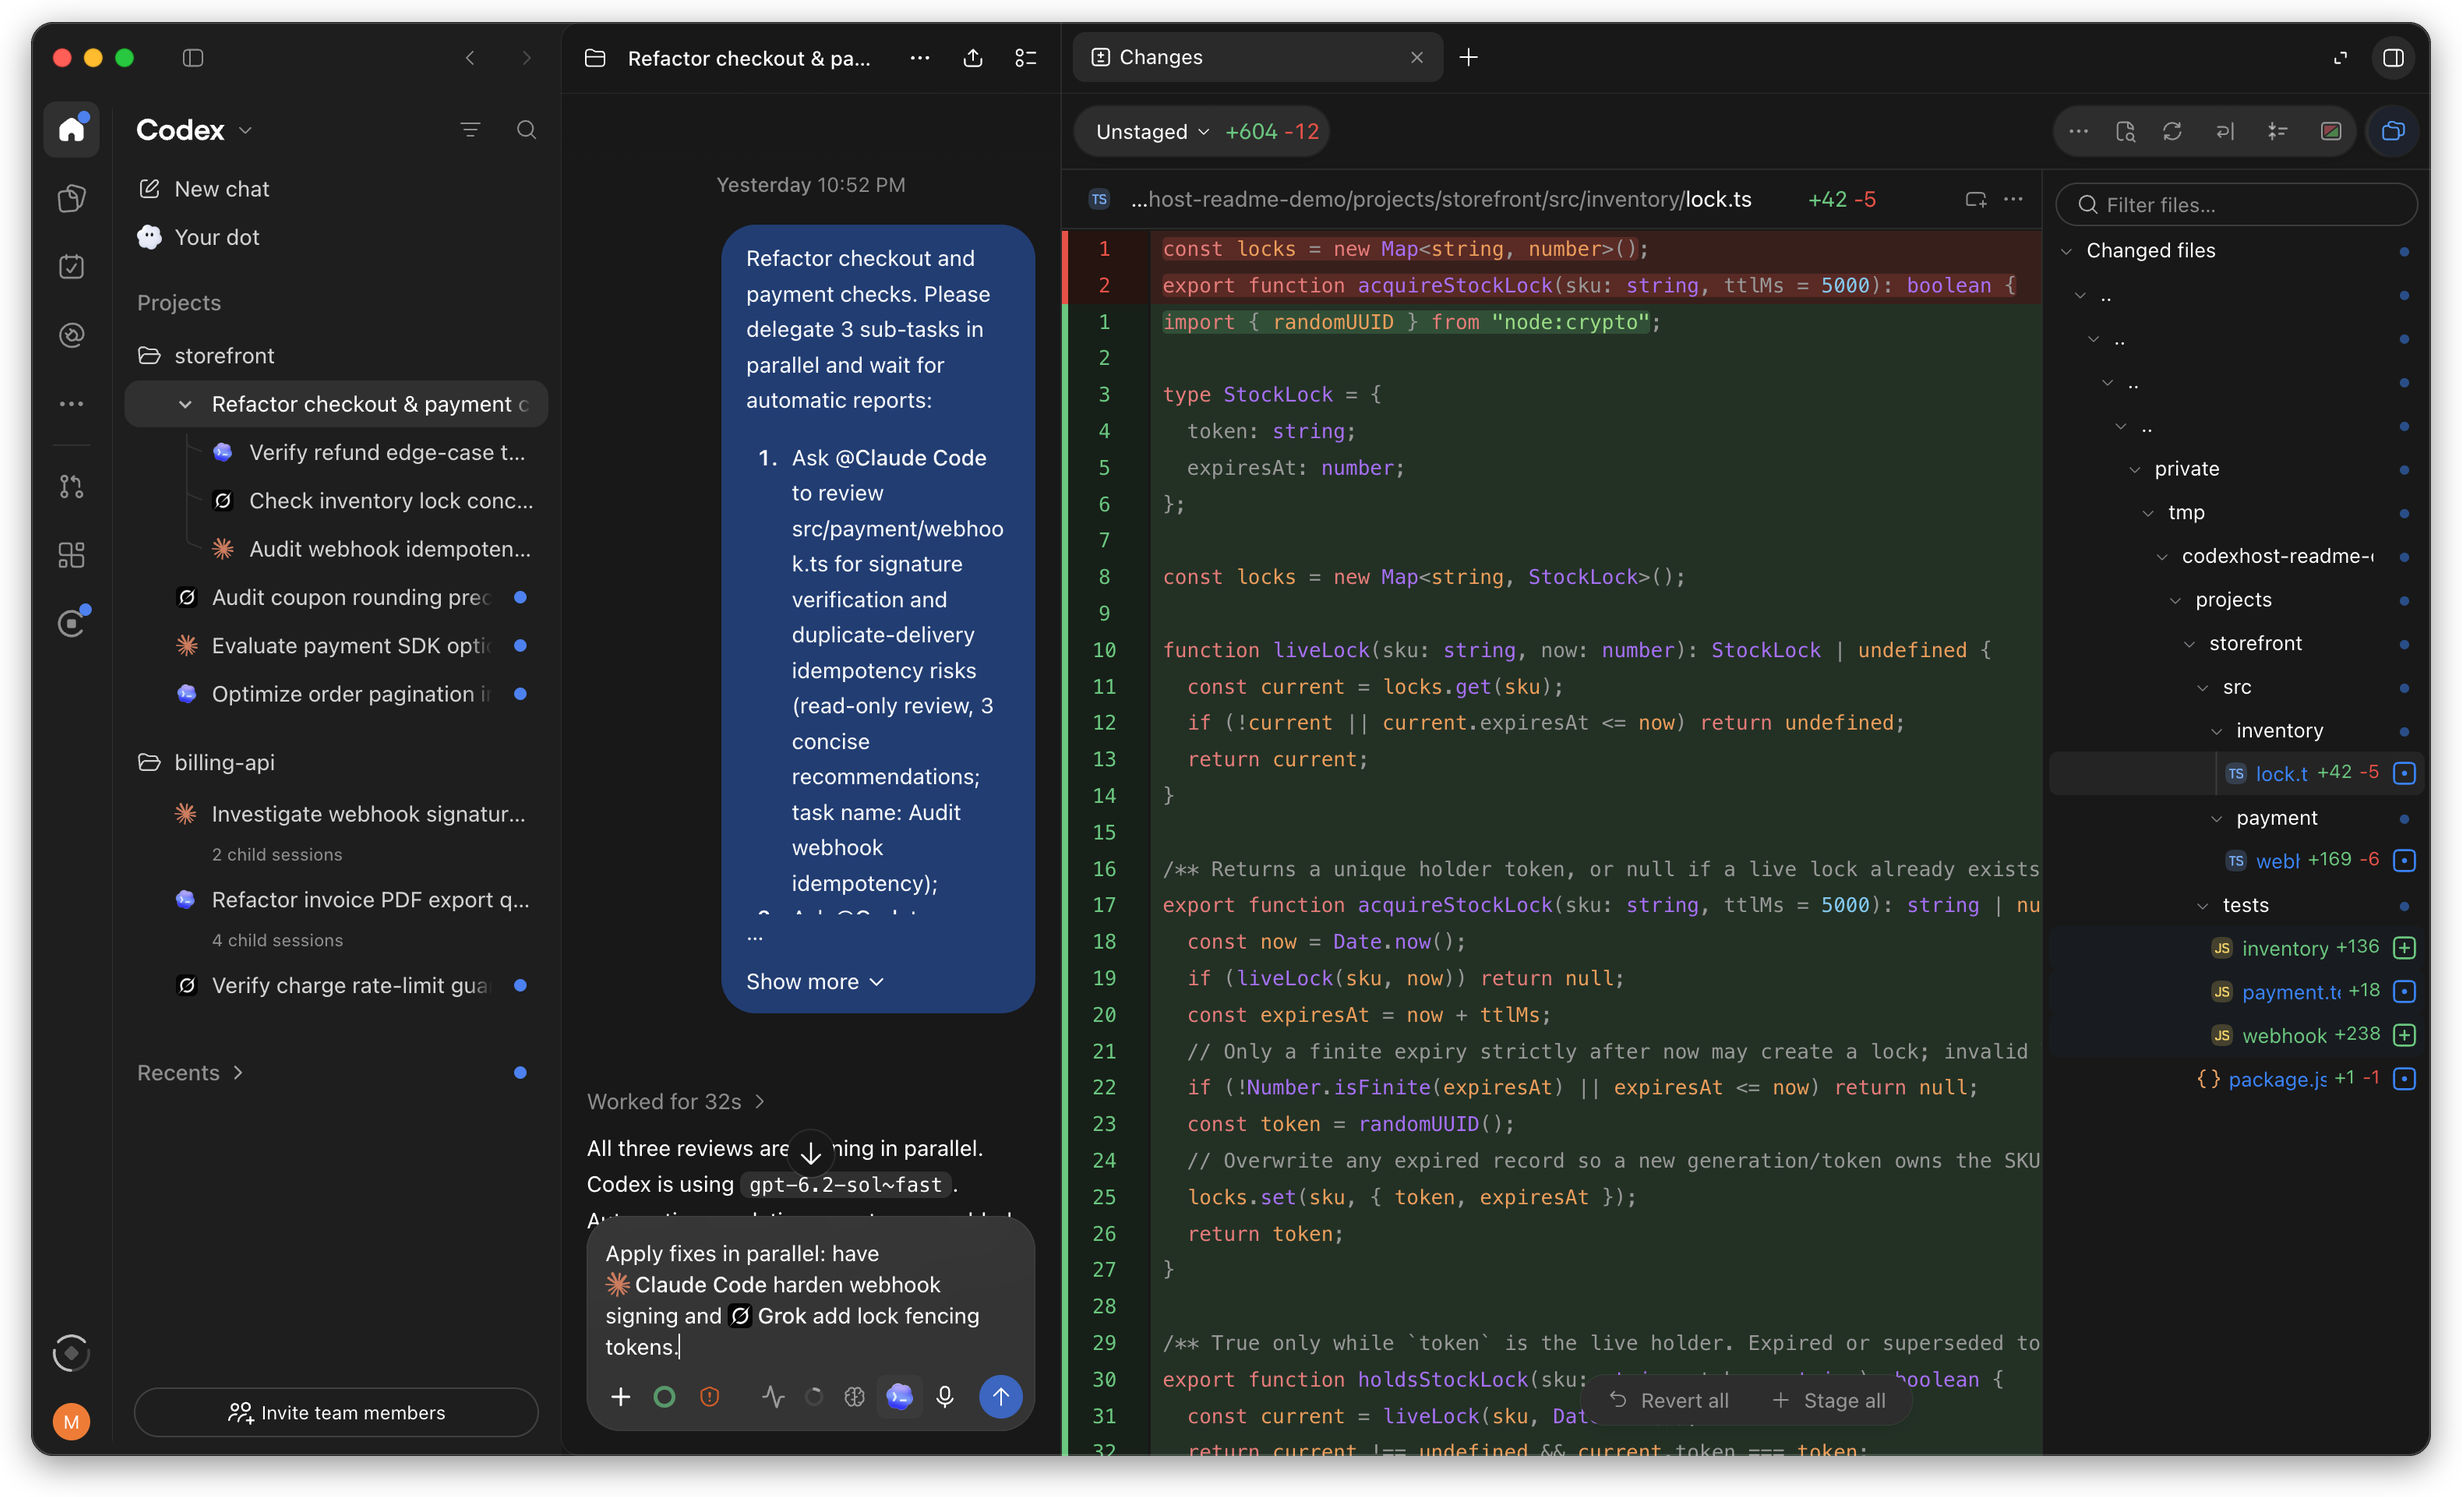 Codex
New chat
Your dot
Projects
storefront
Refactor checkout & payment c
Verify refund edge-case t...
Check inventory lock conc...
Audit webhook idempoten...
Audit coupon rounding prec
Evaluate payment SDK optic
Optimize order pagination i
billing-api
Investigate webhook signatur...
2 child sessions
Refactor invoice PDF export q...
4 child sessions
Verify charge rate-limit gua
Recents
M
Invite team members
Refactor checkout & pa...
Yesterday 10:52 PM
Refactor checkout and
payment checks. Please
delegate 3 sub-tasks in
parallel and wait for
automatic reports:
1. Ask @Claude Code
to review
src/payment/webhoo
k.ts for signature
verification and
duplicate-delivery
idempotency risks
(read-only review, 3
concise
recommendations;
task name: Audit
webhook
idempotency);
...
Show more
Worked for 32s
All three reviews are ning in parallel.
Codex is using gpt-6.2-sol~fast.
Apply fixes in parallel: have
Claude Code harden webhook
signing and Grok add lock fencing
tokens.
Changes
Unstaged +604 -12
TS ...host-readme-demo/projects/storefront/src/inventory/lock.ts +42 -5
1 const locks = new Map<string, number>();
2 export function acquireStockLock(sku: string, ttlMs = 5000): boolean {
1 import { randomUUID } from "node:crypto";
2
3 type StockLock = {
4 token: string;
5 expiresAt: number;
6 };
7
8 const locks = new Map<string, StockLock>();
9
10 function liveLock(sku: string, now: number): StockLock | undefined {
11 const current = locks.get(sku);
12 if (!current || current.expiresAt <= now) return undefined;
13 return current;
14 }
15
16 /** Returns a unique holder token, or null if a live lock already exists
17 export function acquireStockLock(sku: string, ttlMs = 5000): string | nu
18 const now = Date.now();
19 if (liveLock(sku, now)) return null;
20 const expiresAt = now + ttlMs;
21 // Only a finite expiry strictly after now may create a lock; invalid
22 if (!Number.isFinite(expiresAt) || expiresAt <= now) return null;
23 const token = randomUUID();
24 // Overwrite any expired record so a new generation/token owns the SKU
25 locks.set(sku, { token, expiresAt });
26 return token;
27 }
28
29 /** True only while `token` is the live holder. Expired or superseded to
30 export function holdsStockLock(sku: boolean {
31 const current = liveLock(sku, Dat
32 return current !== undefined && current.token === token;
Revert all
Stage all
Filter files...
Changed files
..
..
..
..
private
tmp
codexhost-readme-
projects
storefront
src
inventory
TS lock.t +42 -5
payment
TS webh +169 -6
tests
JS inventory +136
JS payment.te +18
JS webhook +238
{} package.js +1 -1